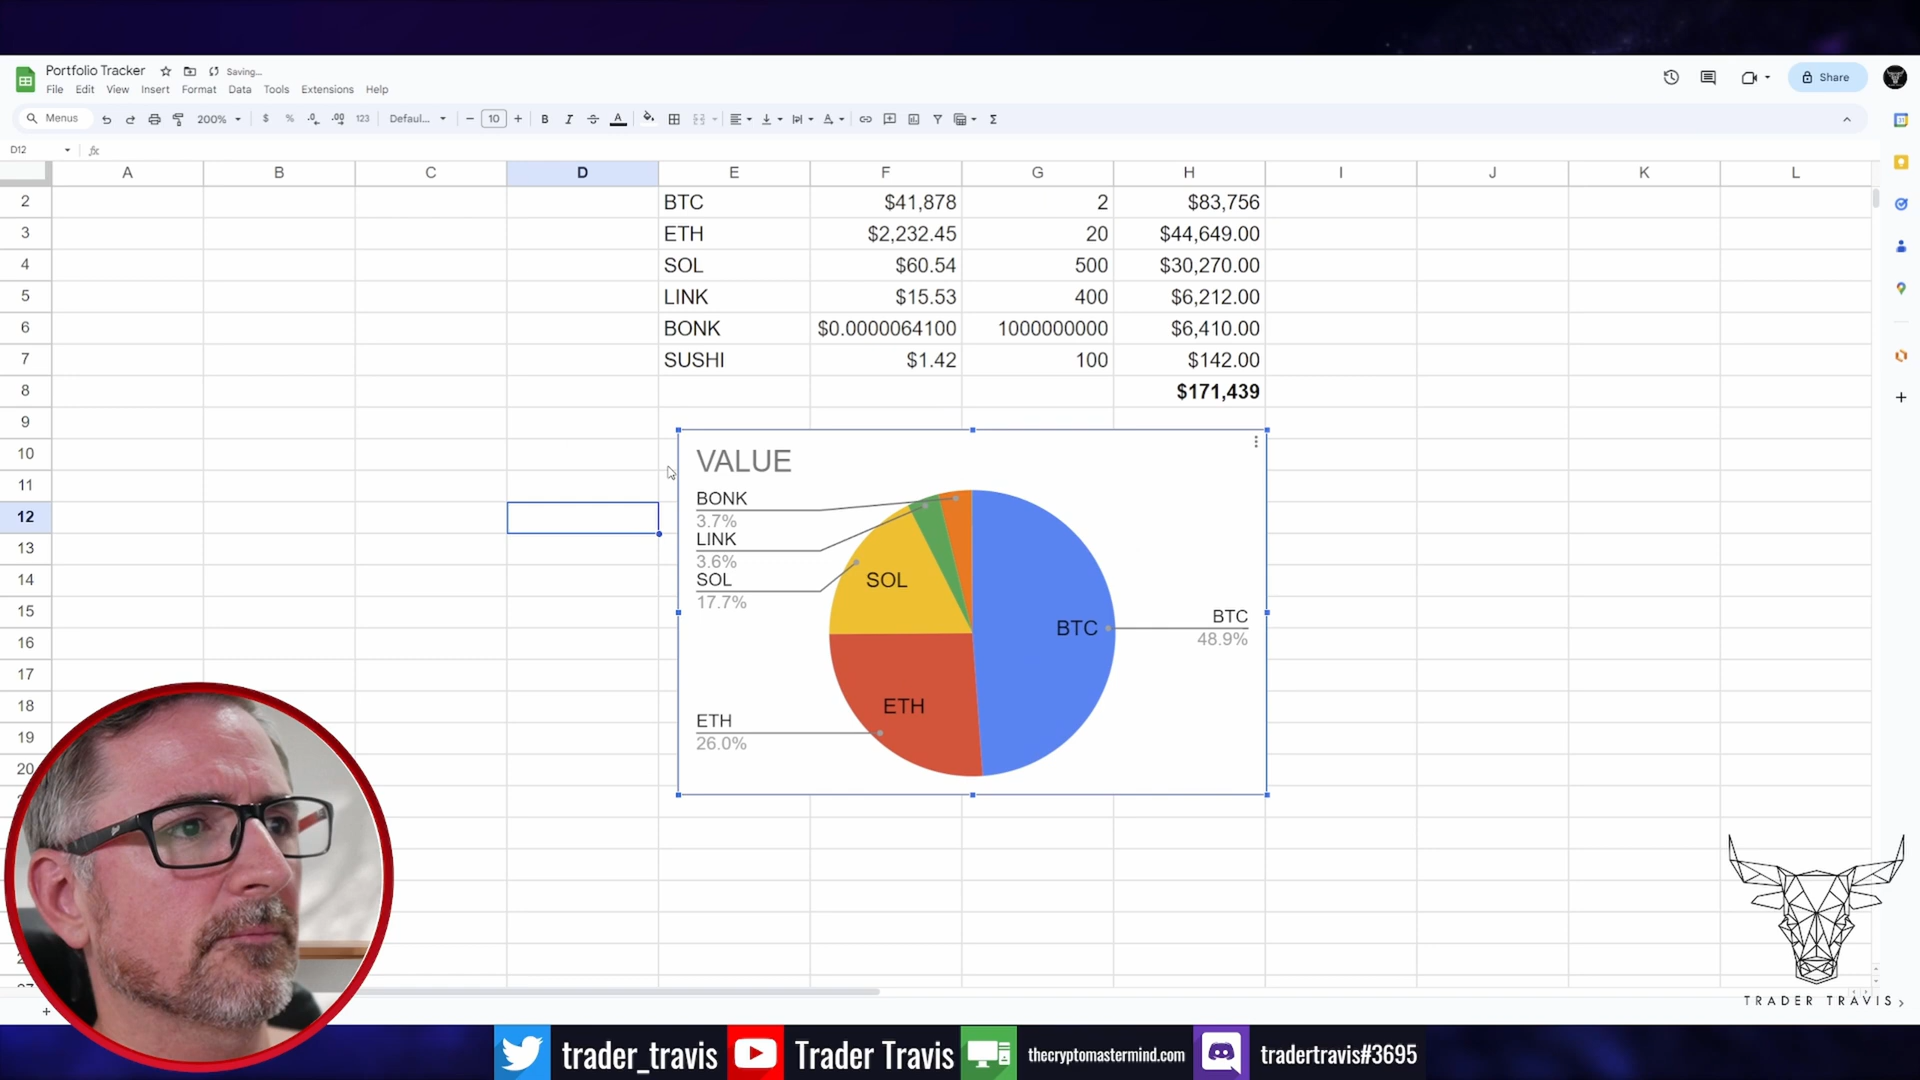 Portfolio Tracker Saving...
File Edit View Insert Format Data Tools Extensions Help
Share
Menus 200% $ % .0 .00 123 Defaul... 10 B I A Σ
D12 fx
A B C D E F G H I J K L
2 BTC $41,878 2 $83,756
3 ETH $2,232.45 20 $44,649.00
4 SOL $60.54 500 $30,270.00
5 LINK $15.53 400 $6,212.00
6 BONK $0.0000064100 1000000000 $6,410.00
7 SUSHI $1.42 100 $142.00
8 $171,439
9
10
11
12
13
14
15
16
17
18
19
20
VALUE
BONK
3.7%
LINK
3.6%
SOL
17.7%
SOL
BTC
BTC
48.9%
ETH
ETH
26.0%
TRADER TRAVIS
trader_travis Trader Travis thecryptomastermind.com tradertravis#3695